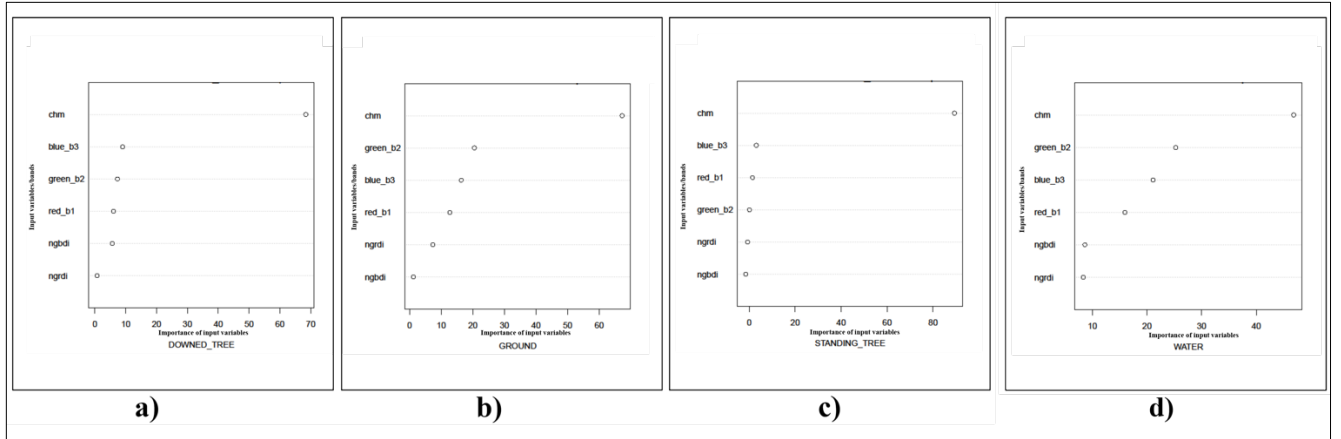 Input variables/bands
chm
blue_b3
green_b2
red_b1
ngbdi
ngrdi
0 10 20 30 40 50 60 70
Importance of input variables
DOWNED_TREE
a)
Input variables/bands
chm
green_b2
blue_b3
red_b1
ngrdi
ngbdi
0 10 20 30 40 50 60
Importance of input variables
GROUND
b)
Input variables/bands
chm
blue_b3
red_b1
green_b2
ngrdi
ngbdi
0 20 40 60 80
Importance of input variables
STANDING_TREE
c)
Input variables/bands
chm
green_b2
blue_b3
red_b1
ngbdi
ngrdi
10 20 30 40
Importance of input variables
WATER
d)